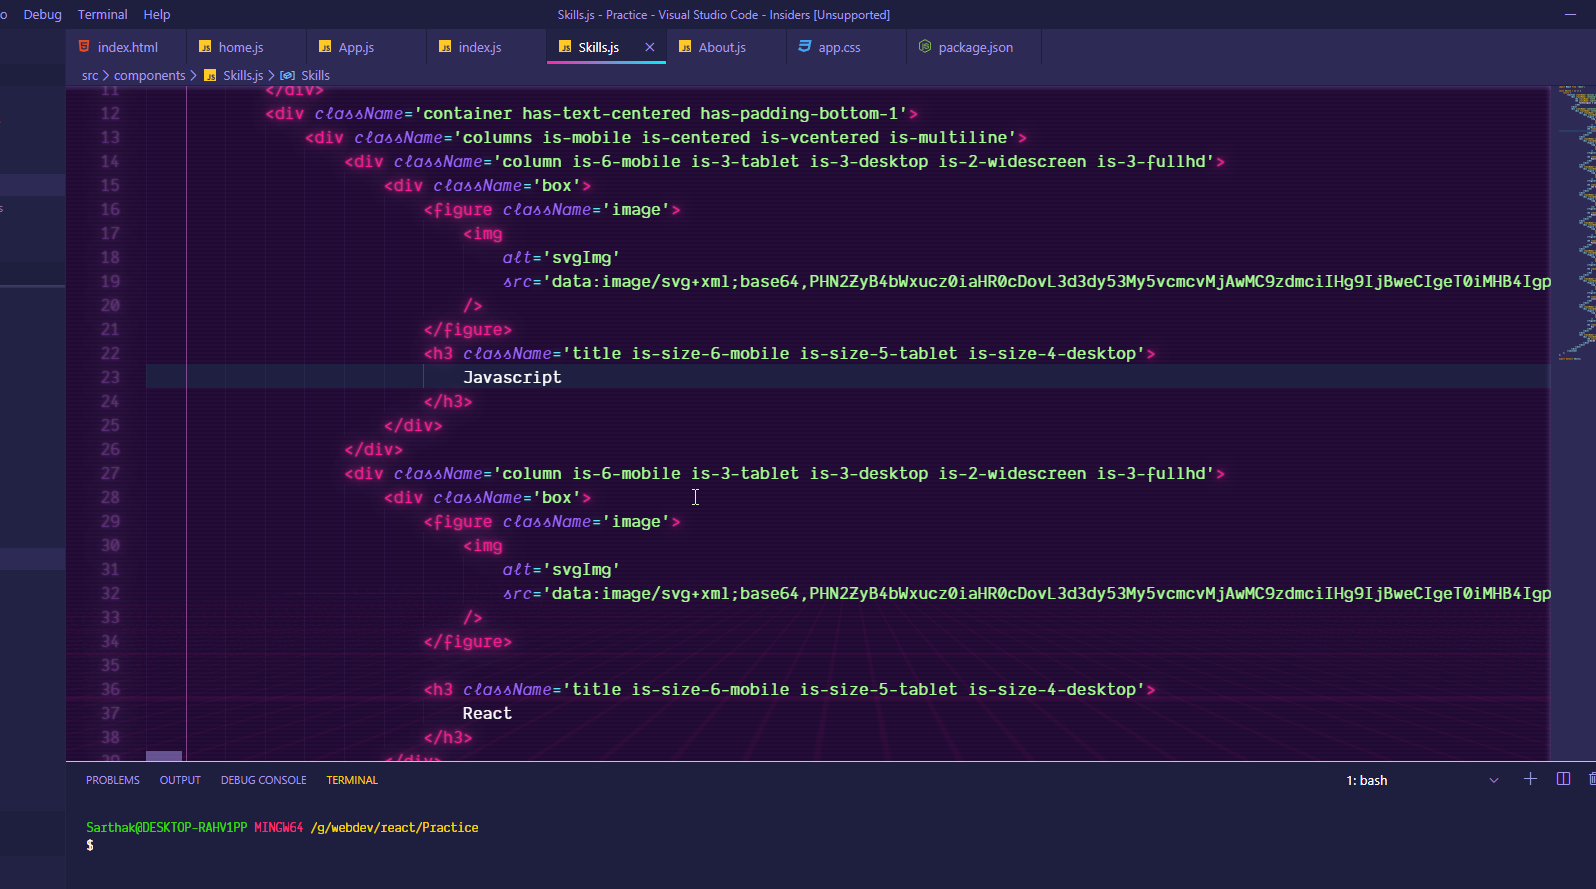 Debug Terminal Help Skills.js - Practice - Visual Studio Code - Insiders [Unsupported]
index.html home.js App.js index.js Skills.js About.js app.css package.json
src > components > Skills.js > Skills
11 </div>
12 <div className='container has-text-centered has-padding-bottom-1'>
13 <div className='columns is-mobile is-centered is-vcentered is-multiline'>
14 <div className='column is-6-mobile is-3-tablet is-3-desktop is-2-widescreen is-3-fullhd'>
15 <div className='box'>
16 <figure className='image'>
17 <img
18 alt='svgImg'
19 src='data:image/svg+xml;base64,PHN2ZyB4bWxucz0iaHR0cDovL3d3dy53My5vcmcvMjAwMC9zdmciIHg9IjBweCIgeT0iMHB4Igp
20 />
21 </figure>
22 <h3 className='title is-size-6-mobile is-size-5-tablet is-size-4-desktop'>
23 Javascript
24 </h3>
25 </div>
26 </div>
27 <div className='column is-6-mobile is-3-tablet is-3-desktop is-2-widescreen is-3-fullhd'>
28 <div className='box'>
29 <figure className='image'>
30 <img
31 alt='svgImg'
32 src='data:image/svg+xml;base64,PHN2ZyB4bWxucz0iaHR0cDovL3d3dy53My5vcmcvMjAwMC9zdmciIHg9IjBweCIgeT0iMHB4Igp
33 />
34 </figure>
35
36 <h3 className='title is-size-6-mobile is-size-5-tablet is-size-4-desktop'>
37 React
38 </h3>
39 </div>
PROBLEMS OUTPUT DEBUG CONSOLE TERMINAL 1: bash
Sarthak@DESKTOP-RAHV1PP MINGW64 /g/webdev/react/Practice
$